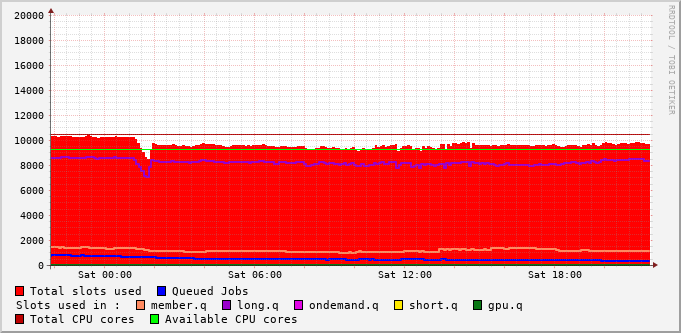 RRDTOOL / TOBI OETIKER
20000
18000
16000
14000
12000
10000
8000
6000
4000
2000
0
Sat 00:00 Sat 06:00 Sat 12:00 Sat 18:00
Total slots used Queued Jobs
Slots used in : member.q long.q ondemand.q short.q gpu.q
Total CPU cores Available CPU cores